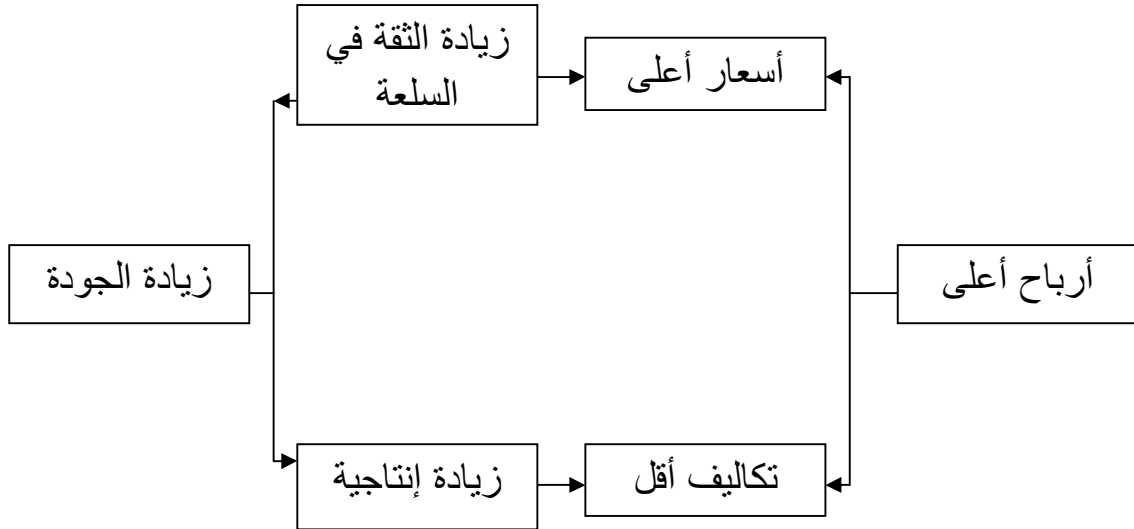 زيادة الثقة في
السلعة
أسعار أعلى
زيادة الجودة
أرباح أعلى
زيادة إنتاجية
تكاليف أقل